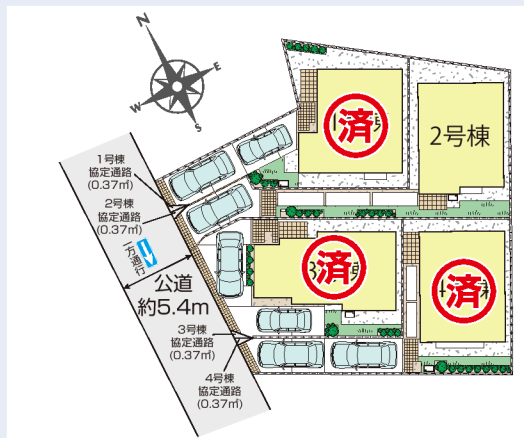 N
E
W
S
1号棟
協定通路
(0.37㎡)
2号棟
協定通路
(0.37㎡)
一方通行
公道
約5.4m
3号棟
協定通路
(0.37㎡)
4号棟
協定通路
(0.37㎡)
済
2号棟
済
済